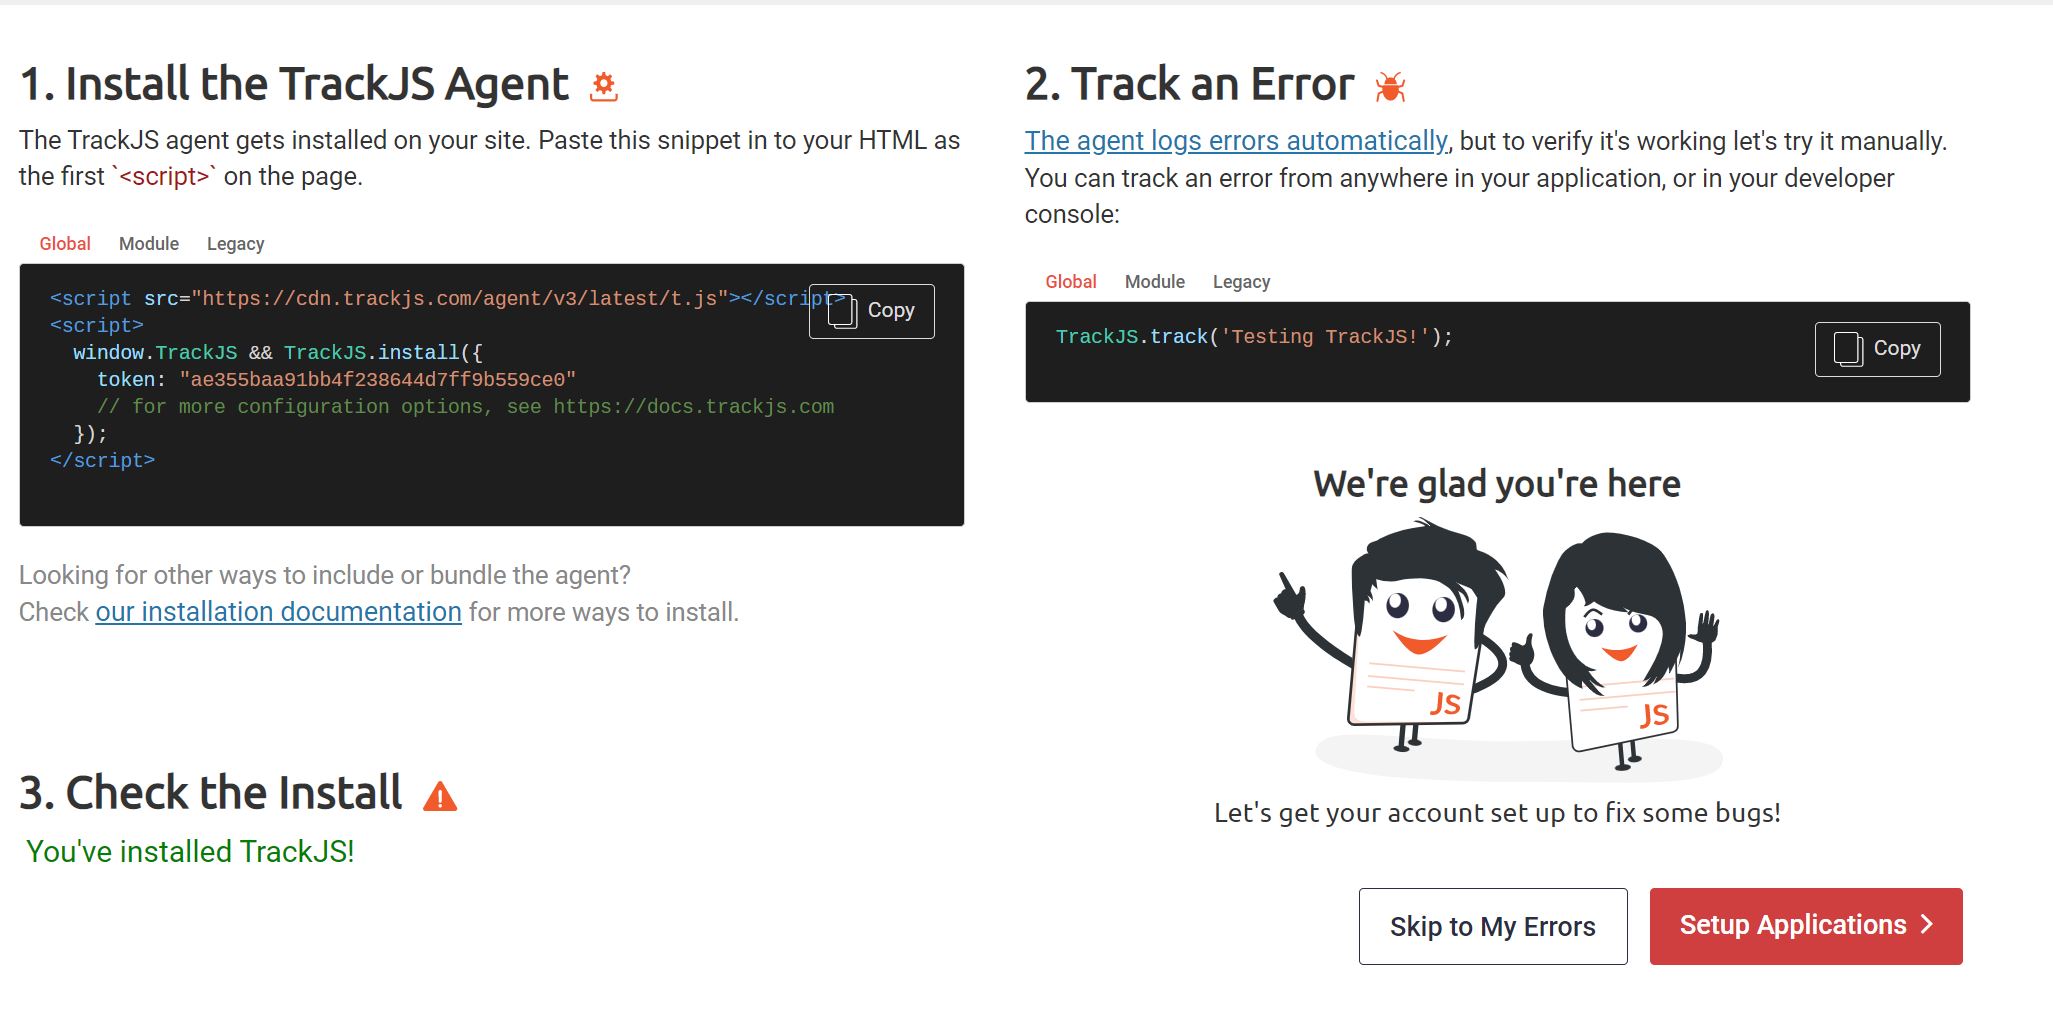 1. Install the TrackJS Agent
The TrackJS agent gets installed on your site. Paste this snippet in to your HTML as
the first `<script>` on the page.
Global Module Legacy
<script src="https://cdn.trackjs.com/agent/v3/latest/t.js"></script>
Copy
<script>
window.TrackJS && TrackJS.install({
token: "ae355baa91bb4f238644d7ff9b559ce0"
// for more configuration options, see https://docs.trackjs.com
});
</script>
Looking for other ways to include or bundle the agent?
Check our installation documentation for more ways to install.
2. Track an Error
The agent logs errors automatically, but to verify it's working let's try it manually.
You can track an error from anywhere in your application, or in your developer
console:
Global Module Legacy
TrackJS.track('Testing TrackJS!');
Copy
We're glad you're here
JS
JS
Let's get your account set up to fix some bugs!
3. Check the Install
You've installed TrackJS!
Skip to My Errors
Setup Applications